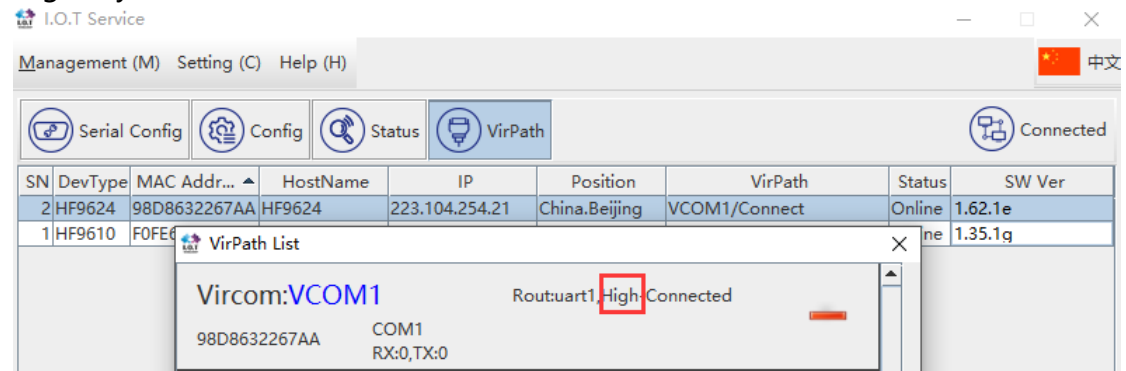 I.O.T Service
Management (M) Setting (C) Help (H) 中文
Serial Config Config Status VirPath Connected
SN DevType MAC Addr... HostName IP Position VirPath Status SW Ver
2 HF9624 98D8632267AA HF9624 223.104.254.21 China.Beijing VCOM1/Connect Online 1.62.1e
1 HF9610 F0FE6 ne 1.35.1g
VirPath List
Vircom:VCOM1 Rout:uart1,High-Connected
98D8632267AA COM1
RX:0,TX:0